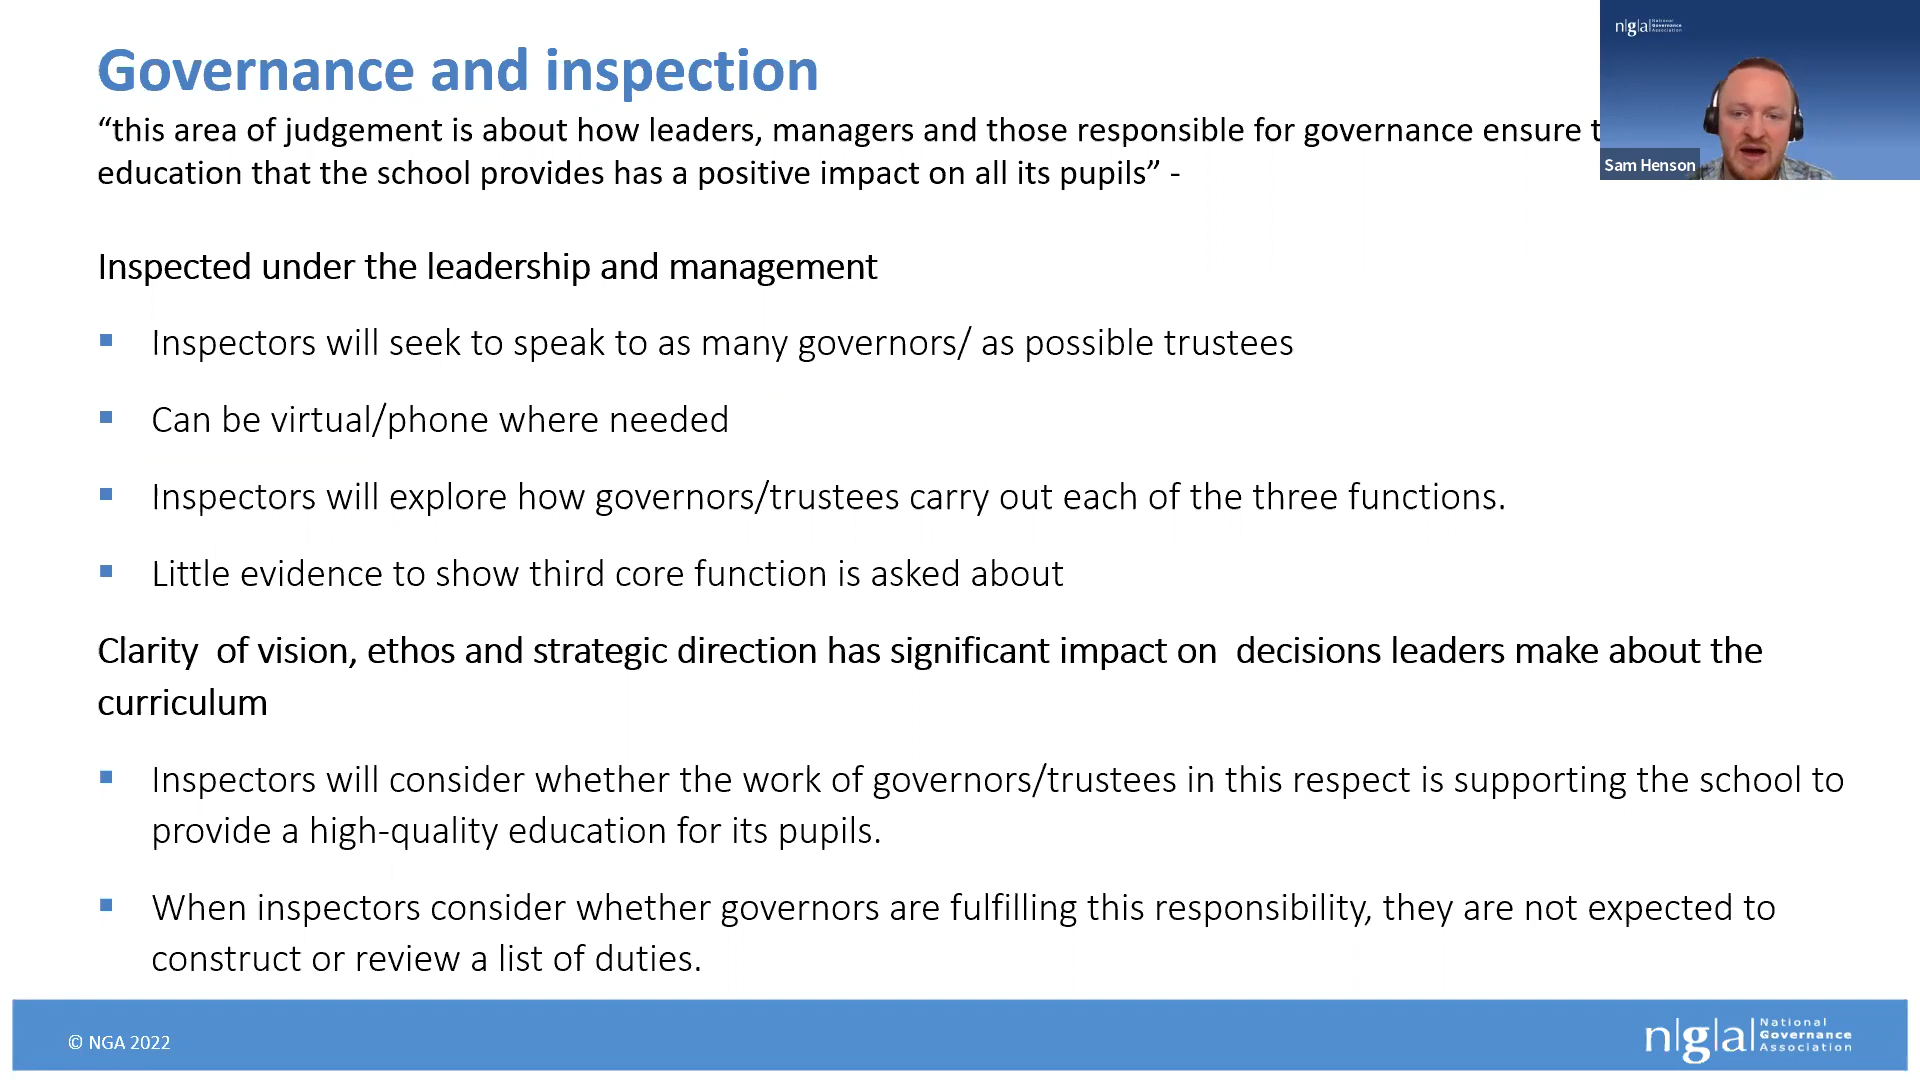 Governance and inspection
“this area of judgement is about how leaders, managers and those responsible for governance ensure
education that the school provides has a positive impact on all its pupils” -
Inspected under the leadership and management
Inspectors will seek to speak to as many governors/ as possible trustees
Can be virtual/phone where needed
Inspectors will explore how governors/trustees carry out each of the three functions.
Little evidence to show third core function is asked about
Clarity  of vision, ethos and strategic direction has significant impact on  decisions leaders make about the
curriculum
Inspectors will consider whether the work of governors/trustees in this respect is supporting the school to
provide a high-quality education for its pupils.
When inspectors consider whether governors are fulfilling this responsibility, they are not expected to
construct or review a list of duties.
© NGA 2022
n|g|a| National
Governance
Association
n|g|a| National
Governance
Association
Sam Henson